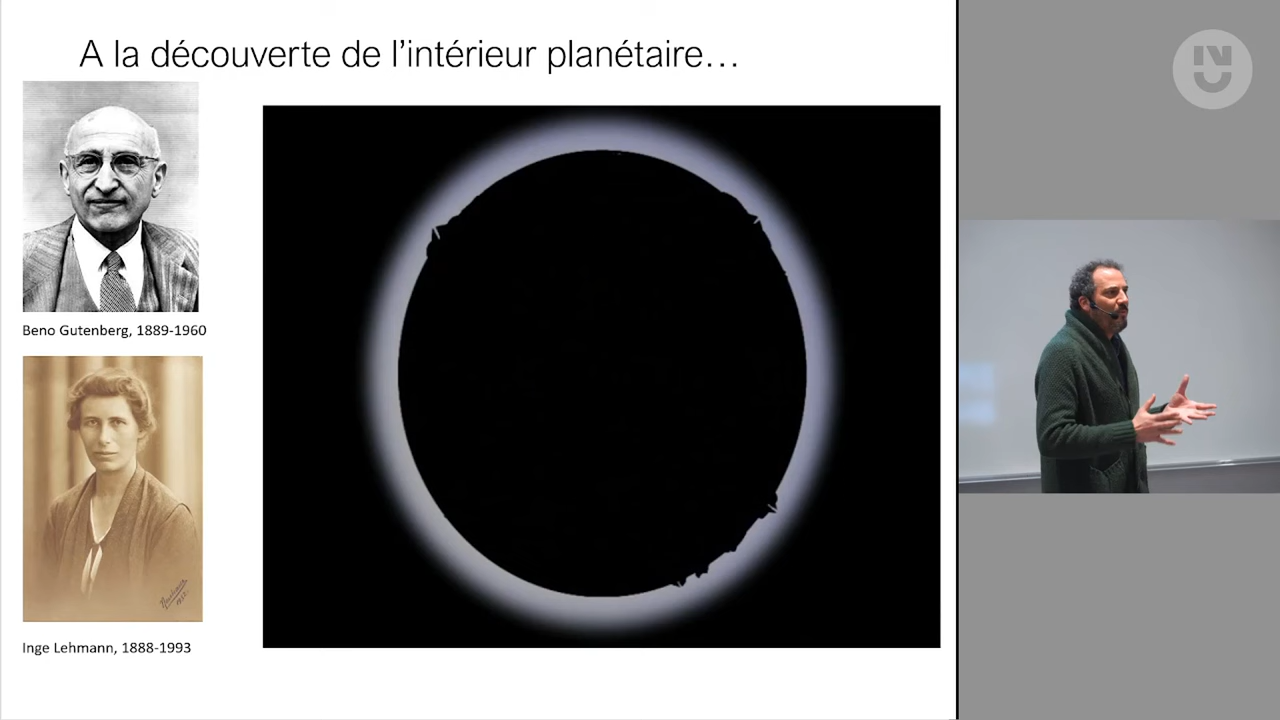 A la découverte de l’intérieur planétaire…
Beno Gutenberg, 1889-1960
Inge Lehmann, 1888-1993